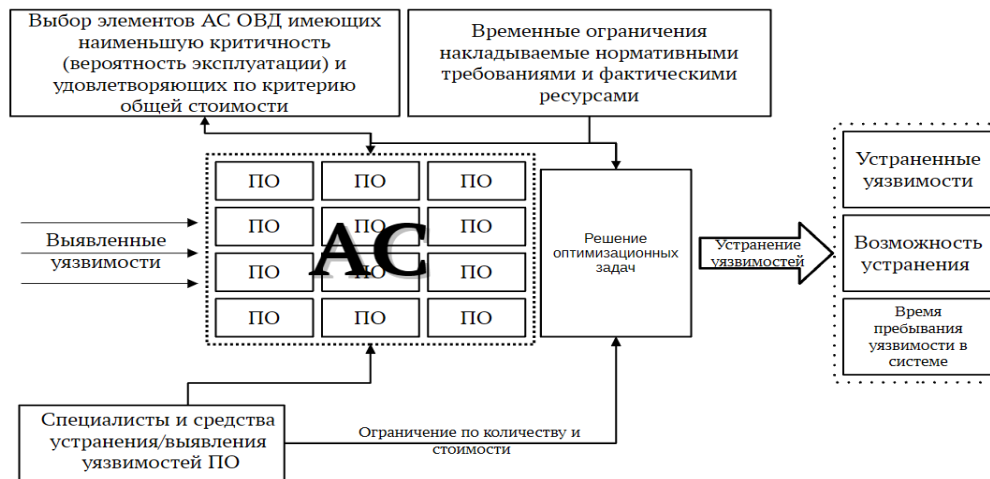 Выбор элементов АС ОВД имеющих
наименьшую критичность
(вероятность эксплуатации) и
удовлетворяющих по критерию
общей стоимости
Временные ограничения
накладываемые нормативными
требованиями и фактическими
ресурсами
Выявленные
уязвимости
ПО ПО ПО
ПО ПО ПО
АС
ПО ПО ПО
ПО ПО ПО
Решение
оптимизационных
задач
Устранение
уязвимостей
Устраненные
уязвимости
Возможность
устранения
Время
пребывания
уязвимости в
системе
Специалисты и средства
устранения/выявления
уязвимостей ПО
Ограничение по количеству и
стоимости